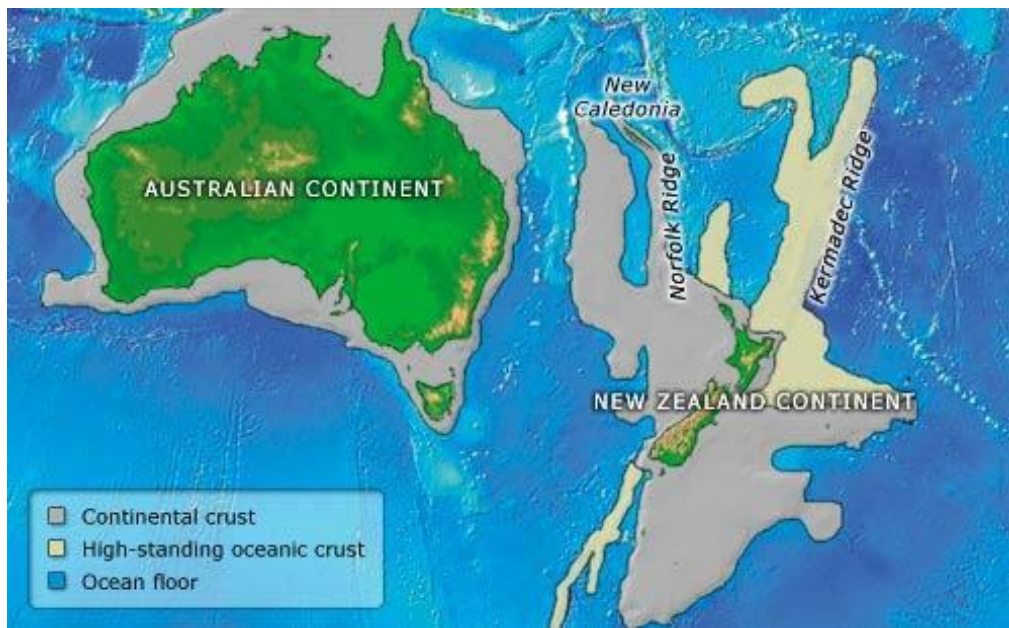 New
Caledonia
AUSTRALIAN CONTINENT
Norfolk Ridge
Kermadec Ridge
NEW ZEALAND CONTINENT
Continental crust
High-standing oceanic crust
Ocean floor